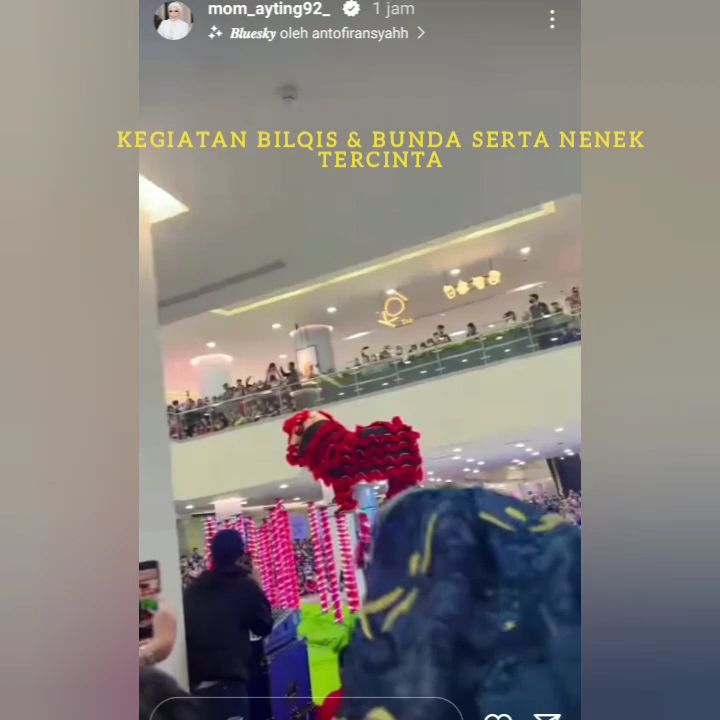 mom_ayting92_ 1 jam
Bluesky oleh antofiransyahh
KEGIATAN BILQIS & BUNDA SERTA NENEK
TERCINTA